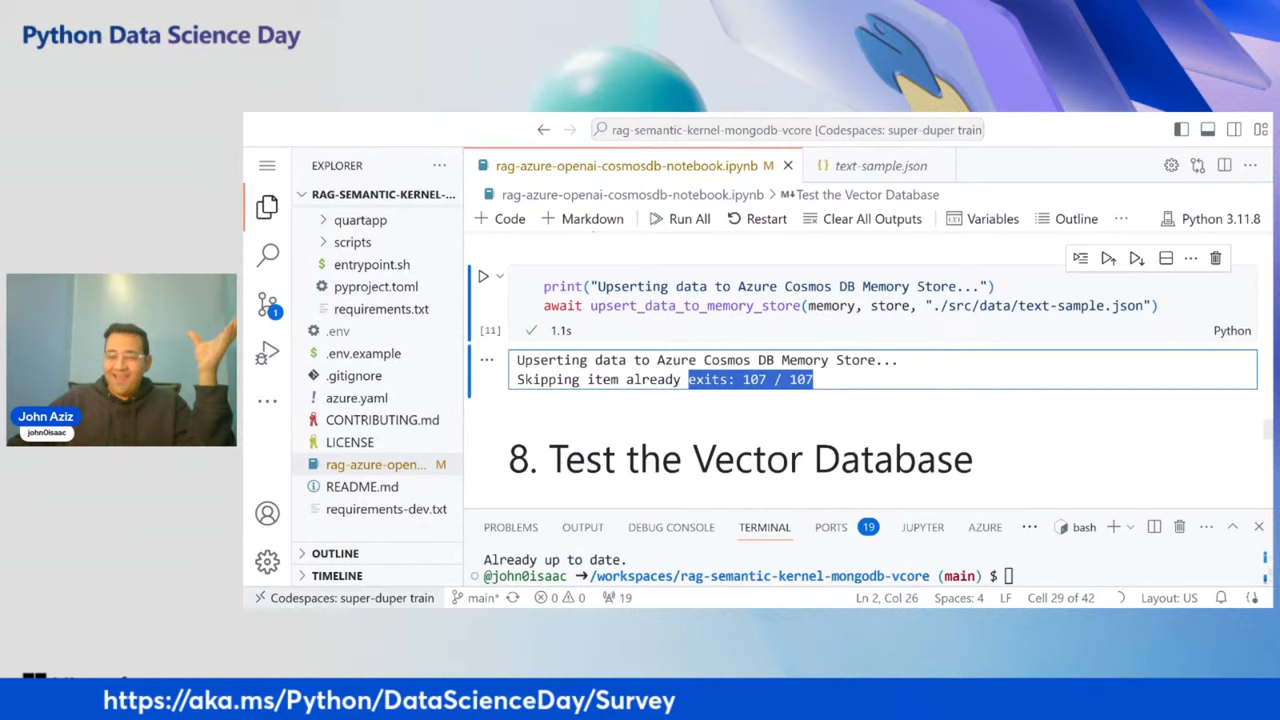 Python Data Science Day
rag-semantic-kernel-mongodb-vcore [Codespaces: super-duper train
EXPLORER
rag-azure-openai-cosmosdb-notebook.ipynb M
{} text-sample.json
RAG-SEMANTIC-KERNEL-...
rag-azure-openai-cosmosdb-notebook.ipynb > M↓ Test the Vector Database
+ Code + Markdown Run All Restart Clear All Outputs Variables Outline ... Python 3.11.8
quartapp
scripts
entrypoint.sh
pyproject.toml
requirements.txt
.env
.env.example
.gitignore
azure.yaml
CONTRIBUTING.md
LICENSE
rag-azure-open... M
README.md
requirements-dev.txt
OUTLINE
TIMELINE
1
print("Upserting data to Azure Cosmos DB Memory Store...")
await upsert_data_to_memory_store(memory, store, "./src/data/text-sample.json")
[11] 1.1s Python
Upserting data to Azure Cosmos DB Memory Store...
Skipping item already exits: 107 / 107
8. Test the Vector Database
PROBLEMS OUTPUT DEBUG CONSOLE TERMINAL PORTS 19 JUPYTER AZURE ... bash
Already up to date.
@john0isaac →/workspaces/rag-semantic-kernel-mongodb-vcore (main) $
Codespaces: super-duper train main* 0 0 19 Ln 2, Col 26 Spaces: 4 LF Cell 29 of 42 Layout: US
John Aziz
john0isaac
https://aka.ms/Python/DataScienceDay/Survey